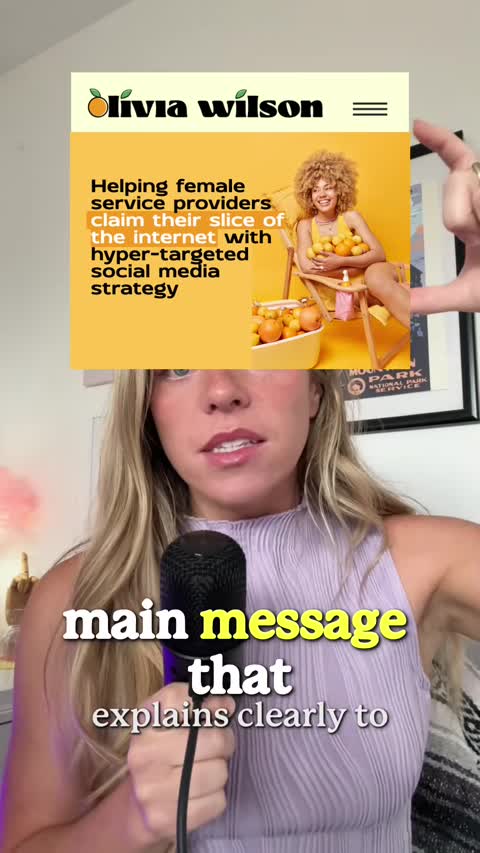 Olivia wilson
Helping female
service providers
claim their slice of
the internet with
hyper-targeted
social media
strategy
PARK
NATIONAL PARK
SERVICE
main message
that
explains clearly to